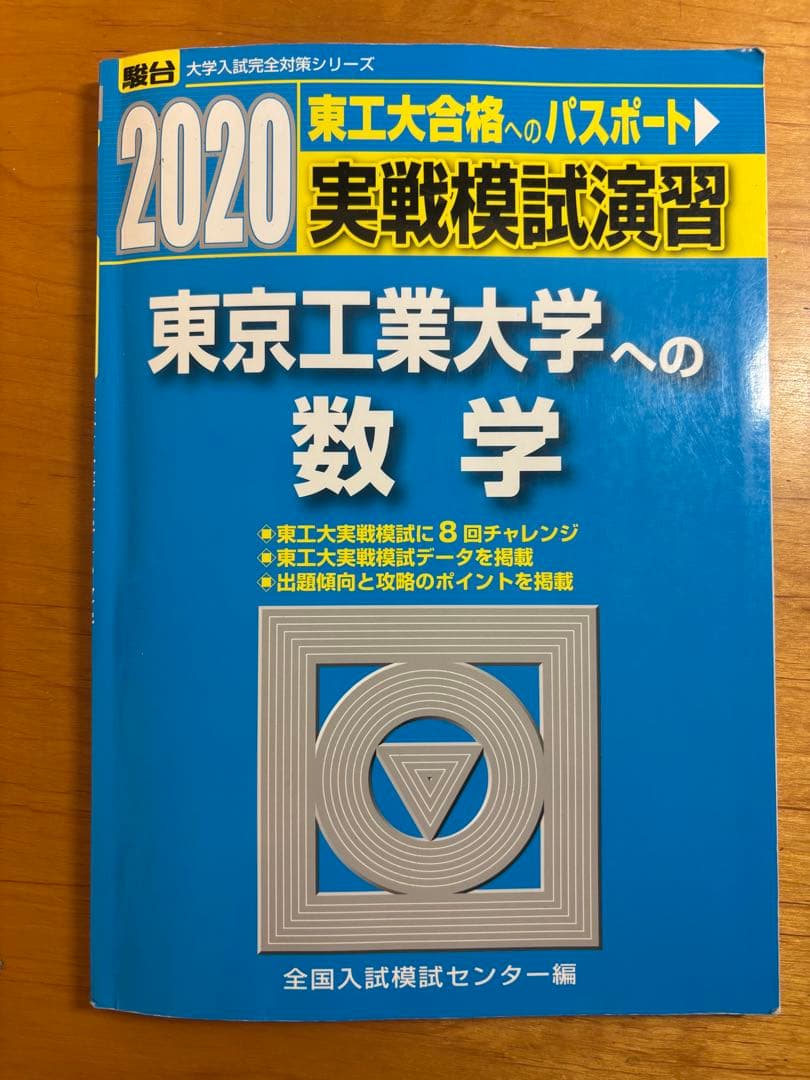 駿台 大学入試完全対策シリーズ
2020
東工大合格へのパスポート▶
実戦模試演習
東京工業大学への
数学
東工大実戦模試に8回チャレンジ
東工大実戦模試データを掲載
出題傾向と攻略のポイントを掲載
全国入試模試センター編